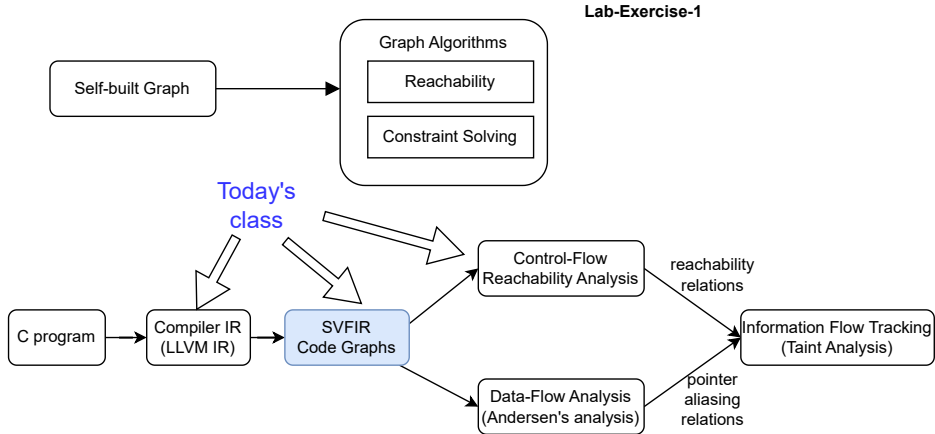 Lab-Exercise-1
Graph Algorithms
Self-built Graph
Reachability
Constraint Solving
Today's
class
Control-Flow
Reachability Analysis
reachability
relations
C program
Compiler IR
(LLVM IR)
SVFIR
Code Graphs
Information Flow Tracking
(Taint Analysis)
Data-Flow Analysis
(Andersen's analysis)
pointer
aliasing
relations